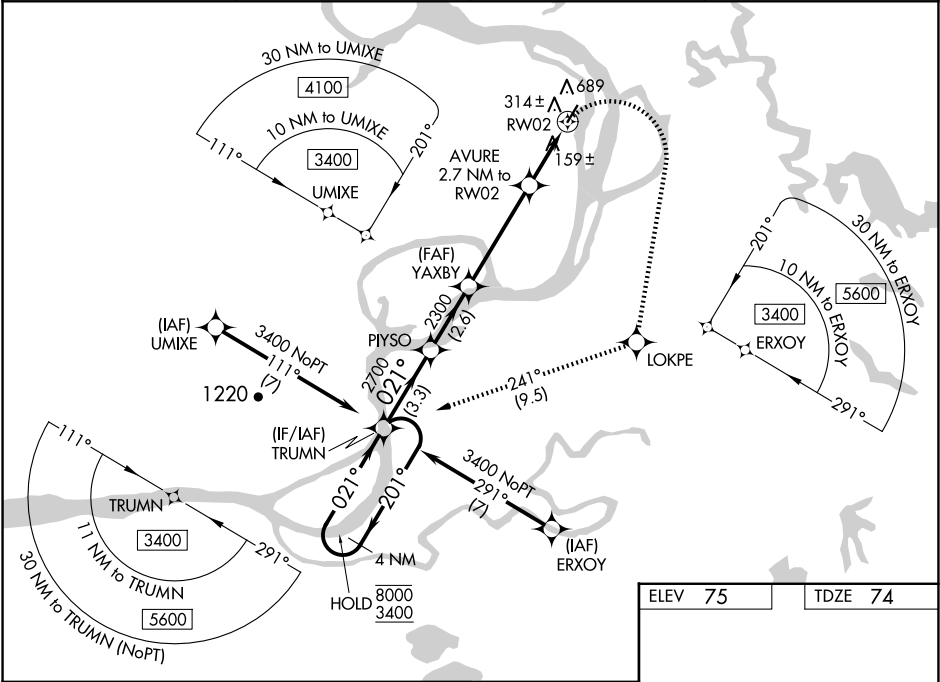 30 NM to UMIXE
4100
10 NM to UMIXE
3400
111°
201°
UMIXE
689
314±
RW02
159±
AVURE
2.7 NM to
RW02
(FAF)
YAXBY
2300
(2.6)
PIYSO
2700
021°
(3.3)
(IAF)
UMIXE
3400 NoPT
111°
(7)
1220
(IF/IAF)
TRUMN
LOKPE
241°
(9.5)
30 NM to ERXOY
5600
10 NM to ERXOY
3400
201°
ERXOY
291°
3400 NoPT
291°
(7)
(IAF)
ERXOY
021°
201°
4 NM
HOLD
8000
3400
111°
TRUMN
3400
11 NM to TRUMN
291°
5600
30 NM to TRUMN (NoPT)
ELEV 75
TDZE 74